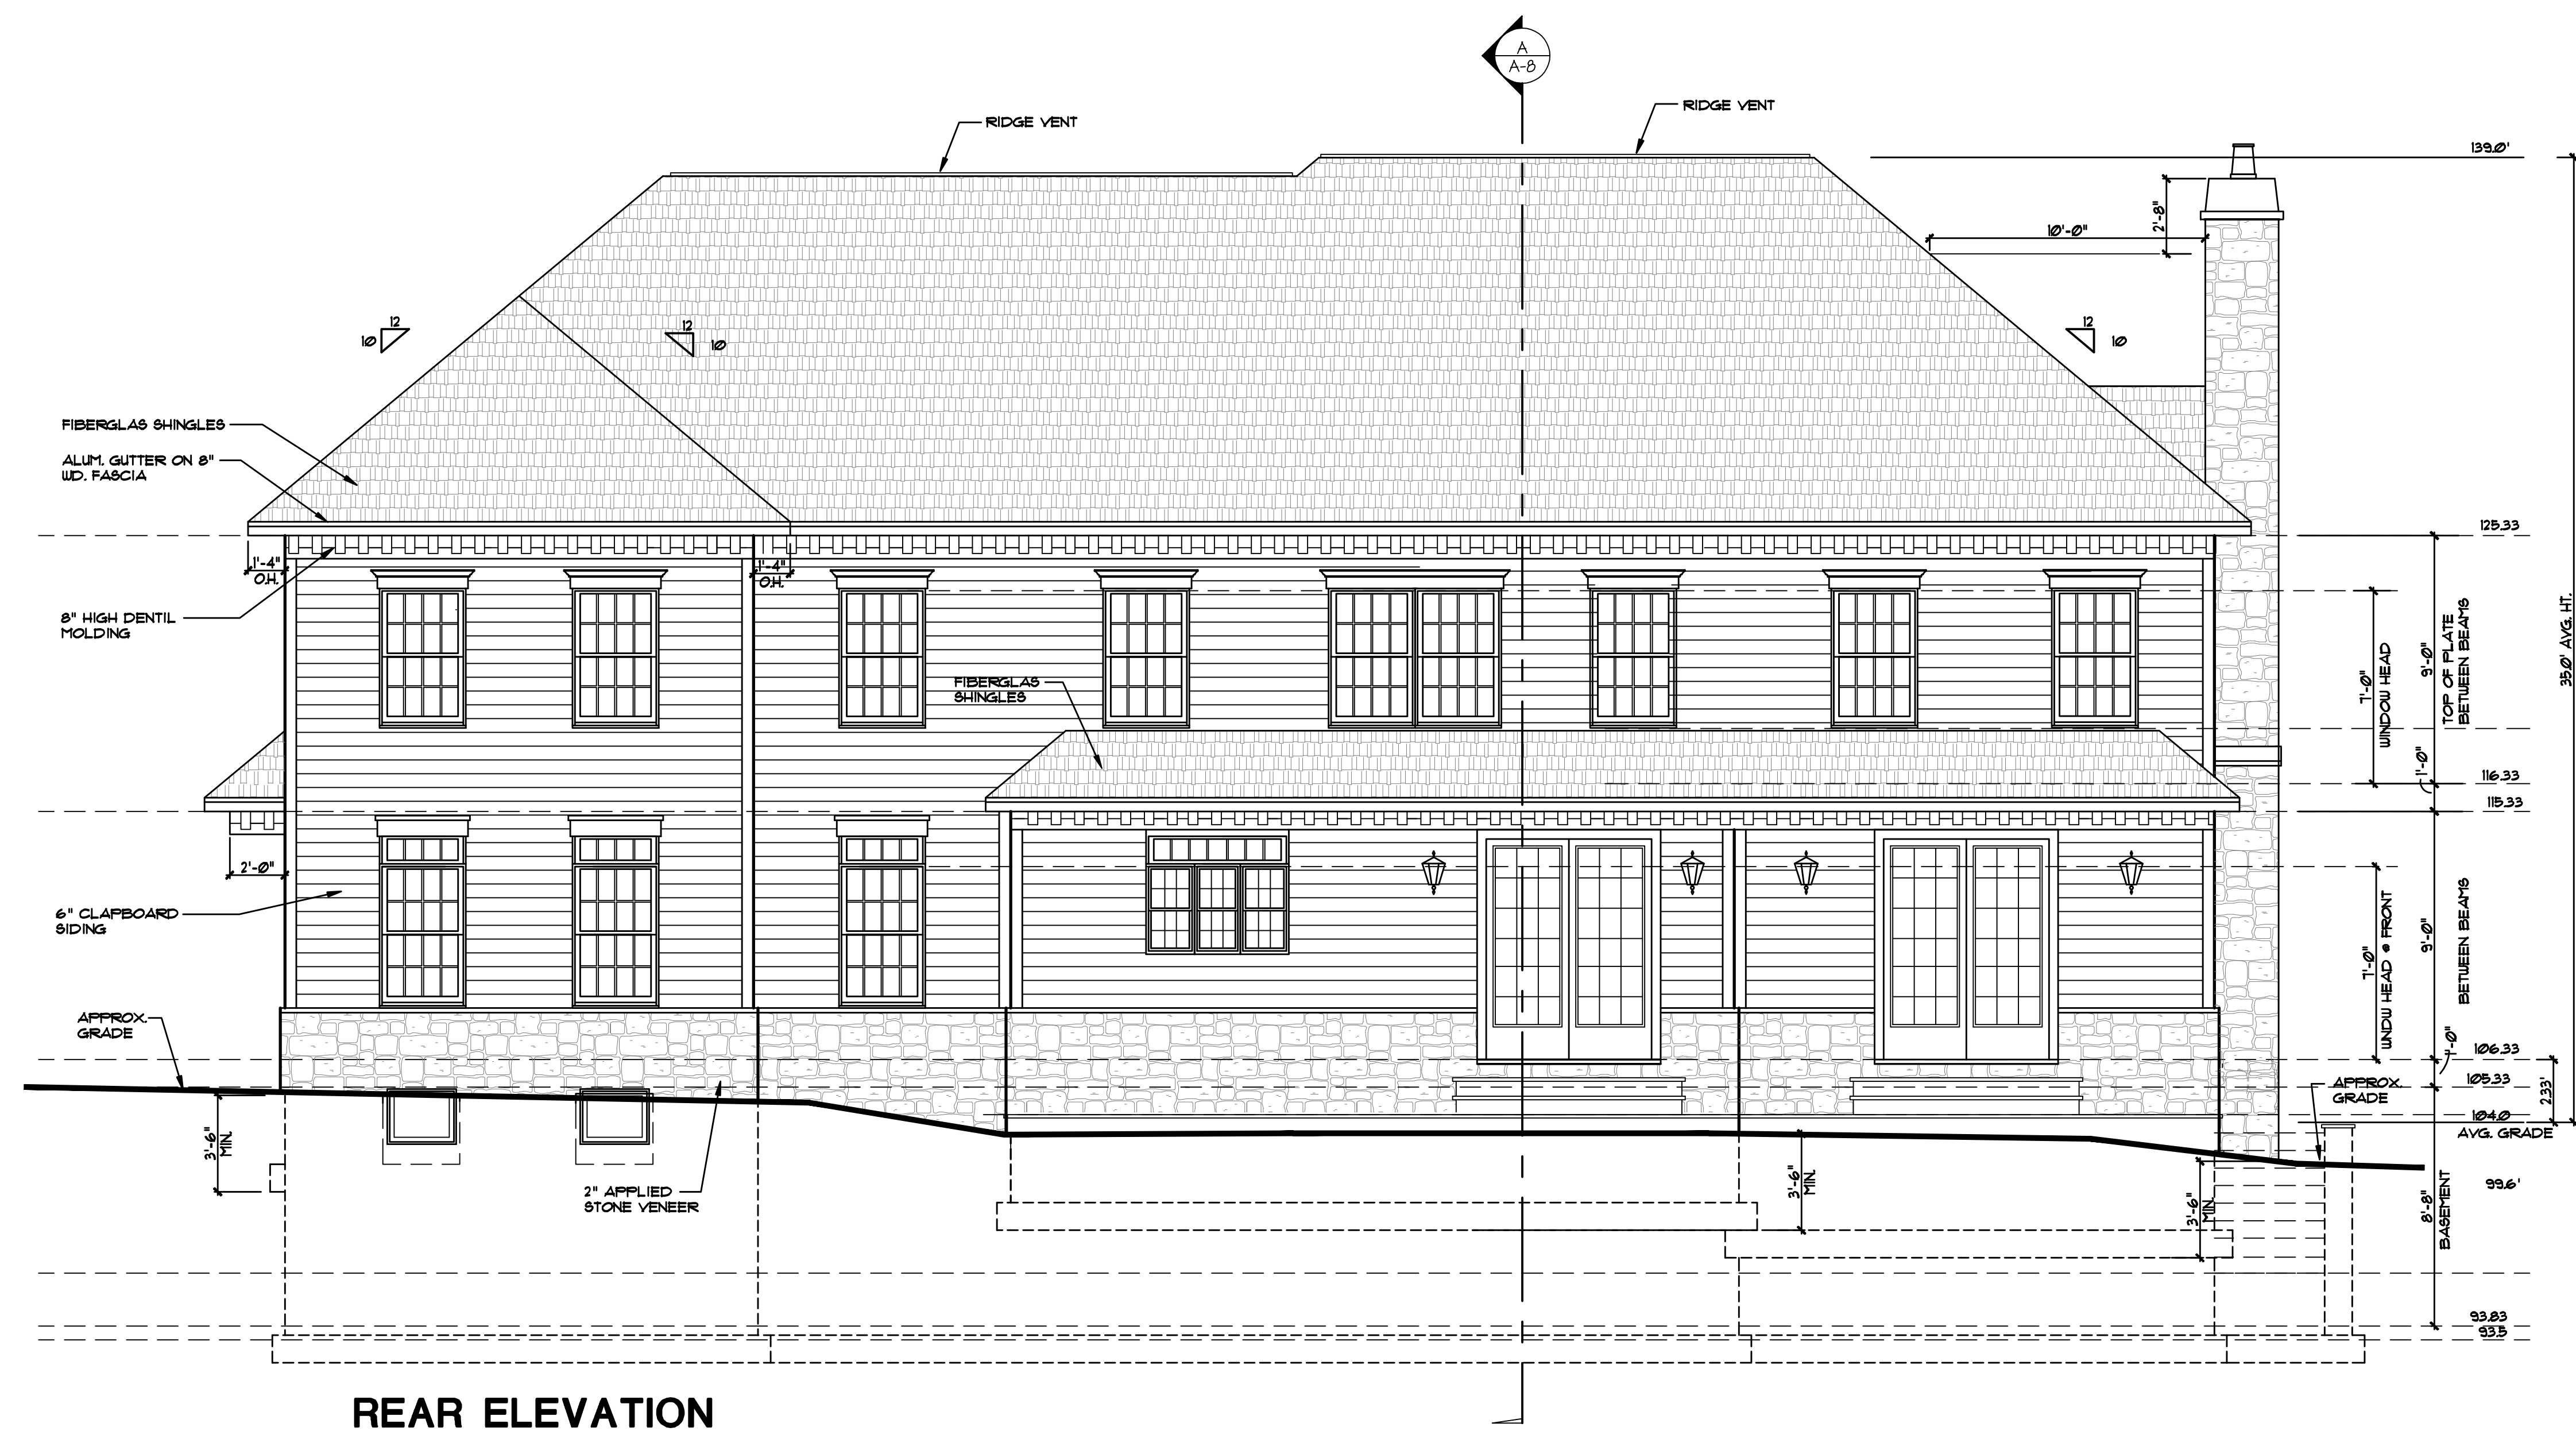 A
A-8
RIDGE VENT
RIDGE VENT
139.0'
2'-8"
10'-0"
12
10
12
10
12
10
FIBERGLAS SHINGLES
ALUM. GUTTER ON 8"
WD. FASCIA
125.33
1'-4"
O.H.
1'-4"
O.H.
8" HIGH DENTIL
MOLDING
FIBERGLAS
SHINGLES
7'-0"
WINDOW HEAD
9'-0"
TOP OF PLATE
BETWEEN BEAMS
35.0' AVG. HT.
1'-0"
116.33
115.33
2'-0"
6" CLAPBOARD
SIDING
7'-0"
WNDW HEAD @ FRONT
9'-0"
BETWEEN BEAMS
APPROX.
GRADE
1'-0"
106.33
105.33
2.33'
APPROX.
GRADE
104.0
AVG. GRADE
3'-6"
MIN.
2" APPLIED
STONE VENEER
3'-6"
MIN.
3'-6"
MIN.
8'-8"
BASEMENT
99.6'
93.83
93.5
REAR ELEVATION